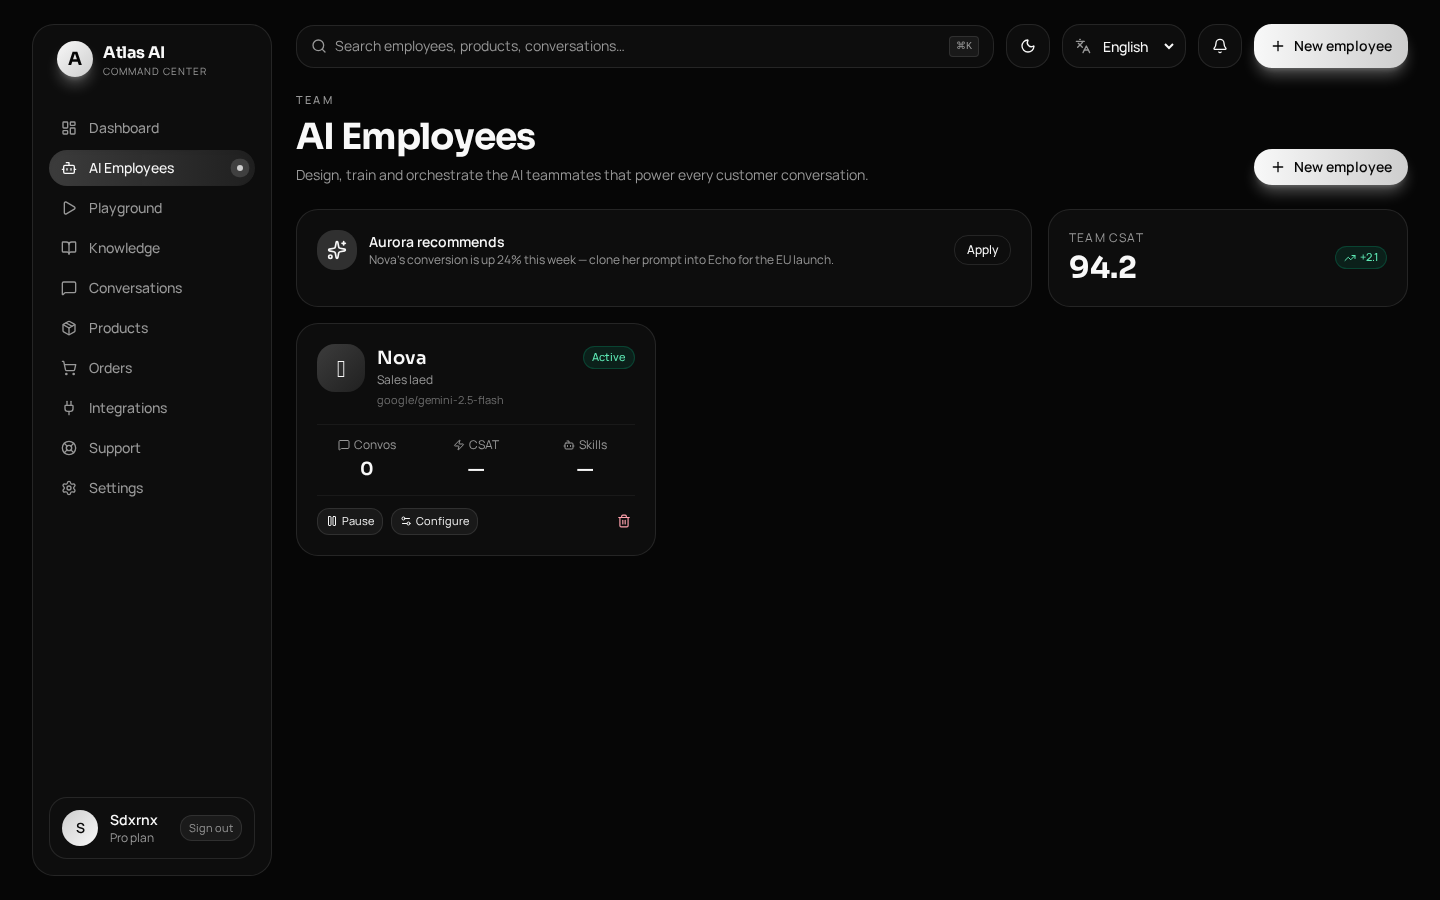 A
Atlas AI
COMMAND CENTER
Dashboard
AI Employees
Playground
Knowledge
Conversations
Products
Orders
Integrations
Support
Settings
S
Sdxrnx
Pro plan
Sign out
Search employees, products, conversations...
⌘K
English
New employee
TEAM
AI Employees
Design, train and orchestrate the AI teammates that power every customer conversation.
New employee
Aurora recommends
Nova's conversion is up 24% this week — clone her prompt into Echo for the EU launch.
Apply
TEAM CSAT
94.2
+2.1
Nova
Active
Sales laed
google/gemini-2.5-flash
Convos
0
CSAT
—
Skills
—
Pause
Configure